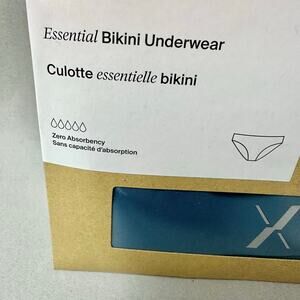 Essential Bikini Underwear
Culotte essentielle bikini
Zero Absorbency
Sans capacité d'absorption
X